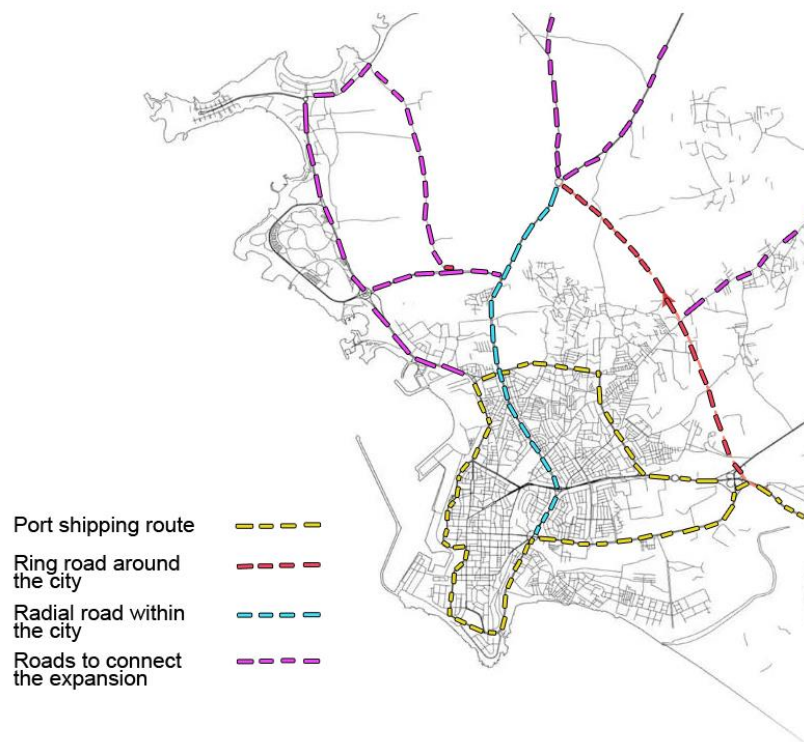 Port shipping route
Ring road around
the city
Radial road within
the city
Roads to connect
the expansion